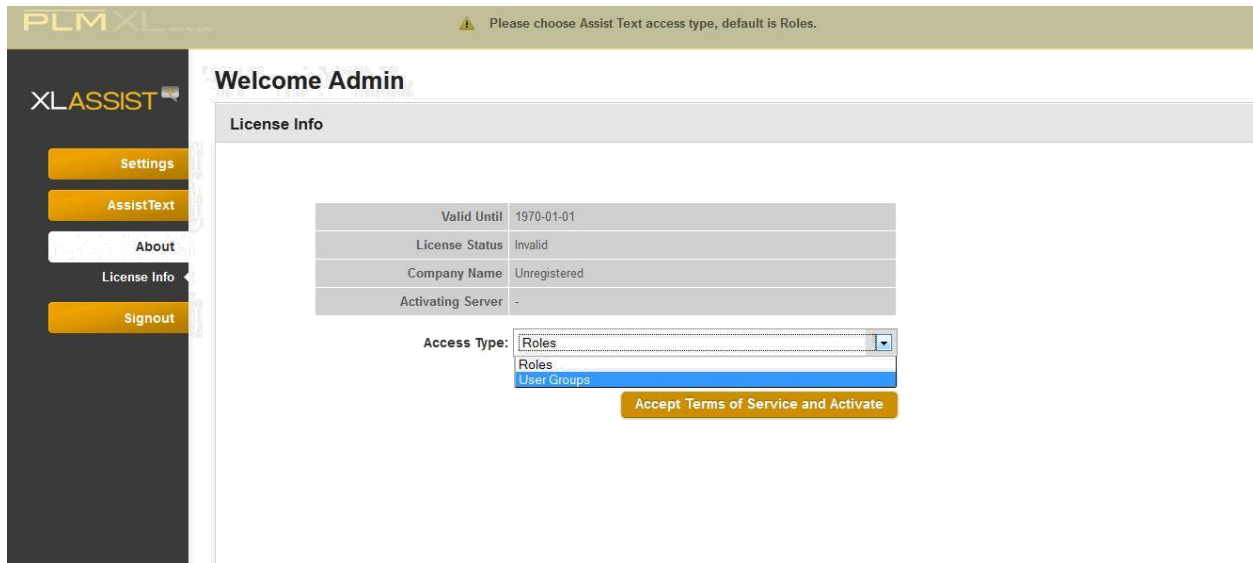 PLMXL
Please choose Assist Text access type, default is Roles.
XLASSIST
Welcome Admin
License Info
Settings
AssistText
About
License Info
Signout
Valid Until 1970-01-01
License Status Invalid
Company Name Unregistered
Activating Server -
Access Type: Roles
Roles
User Groups
Accept Terms of Service and Activate